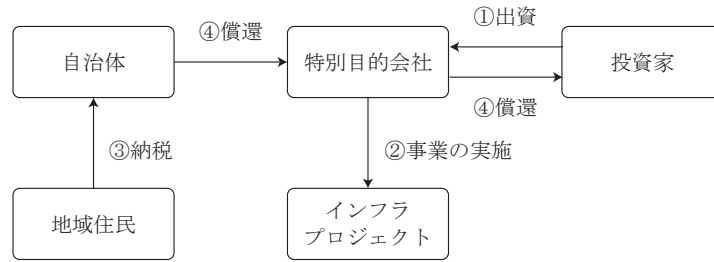 ①出資
④償還
自治体
特別目的会社
投資家
④償還
③納税
②事業の実施
地域住民
インフラ
プロジェクト